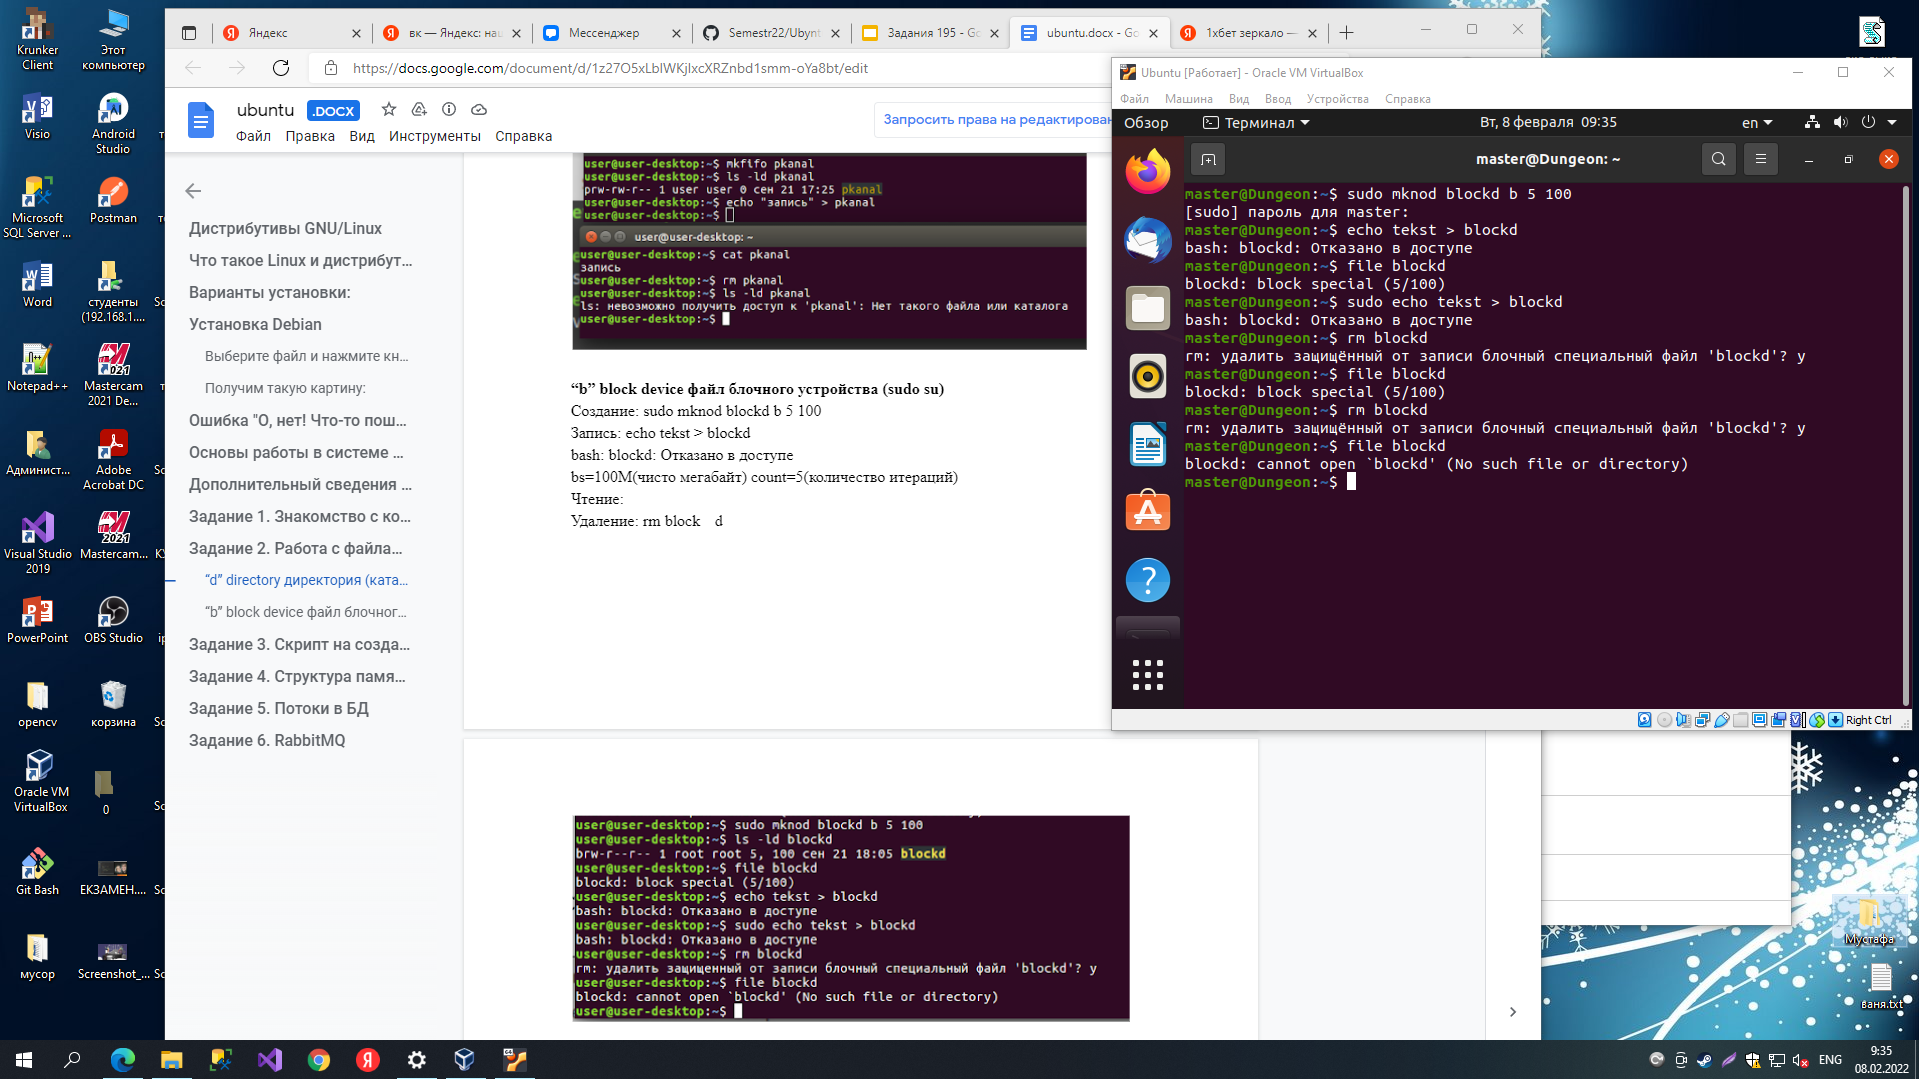 Krunker Client
Этот компьютер
Visio
Android Studio
Microsoft SQL Server ...
Postman
Word
студенты (192.168.1....
Notepad++
Mastercam 2021 De...
Админист...
Adobe Acrobat DC
Visual Studio 2019
Mastercam...
PowerPoint
OBS Studio
opencv
корзина
Oracle VM VirtualBox
0
Git Bash
ЕКЗАМЕН....
мусор
Screenshot_...
Яндекс
вк — Яндекс: наш
Мессенджер
Semestr22/Ubynt
Задания 195 - Go
ubuntu.docx - Go
1хбет зеркало —
https://docs.google.com/document/d/1z27O5xLblWKjlxcXRZnbd1smm-oYa8bt/edit
ubuntu .DOCX
Файл Правка Вид Инструменты Справка
Запросить права на редактирован
Дистрибутивы GNU/Linux
Что такое Linux и дистрибут...
Варианты установки:
Установка Debian
Выберите файл и нажмите кн...
Получим такую картину:
Ошибка "О, нет! Что-то пош...
Основы работы в системе ...
Дополнительный сведения ...
Задание 1. Знакомство с ко...
Задание 2. Работа с файла...
“d” directory директория (ката...
“b” block device файл блочног...
Задание 3. Скрипт на созда...
Задание 4. Структура памя...
Задание 5. Потоки в БД
Задание 6. RabbitMQ
user@user-desktop:~$ mkfifo pkanal
user@user-desktop:~$ ls -ld pkanal
prw-rw-r-- 1 user user 0 сен 21 17:25 pkanal
user@user-desktop:~$ echo "запись" > pkanal
user@user-desktop:~$
user@user-desktop: ~
user@user-desktop:~$ cat pkanal
запись
user@user-desktop:~$ rm pkanal
user@user-desktop:~$ ls -ld pkanal
ls: невозможно получить доступ к 'pkanal': Нет такого файла или каталога
user@user-desktop:~$
“b” block device файл блочного устройства (sudo su)
Создание: sudo mknod blockd b 5 100
Запись: echo tekst > blockd
bash: blockd: Отказано в доступе
bs=100M(чисто мегабайт) count=5(количество итераций)
Чтение:
Удаление: rm block d
user@user-desktop:~$ sudo mknod blockd b 5 100
user@user-desktop:~$ ls -ld blockd
brw-r--r-- 1 root root 5, 100 сен 21 18:05 blockd
user@user-desktop:~$ file blockd
blockd: block special (5/100)
user@user-desktop:~$ echo tekst > blockd
bash: blockd: Отказано в доступе
user@user-desktop:~$ sudo echo tekst > blockd
bash: blockd: Отказано в доступе
user@user-desktop:~$ rm blockd
rm: удалить защищенный от записи блочный специальный файл 'blockd'? y
user@user-desktop:~$ file blockd
blockd: cannot open `blockd' (No such file or directory)
user@user-desktop:~$
Ubuntu [Работает] - Oracle VM VirtualBox
Файл Машина Вид Ввод Устройства Справка
Обзор Терминал Вт, 8 февраля 09:35 en
master@Dungeon: ~
master@Dungeon:~$ sudo mknod blockd b 5 100
[sudo] пароль для master:
master@Dungeon:~$ echo tekst > blockd
bash: blockd: Отказано в доступе
master@Dungeon:~$ file blockd
blockd: block special (5/100)
master@Dungeon:~$ sudo echo tekst > blockd
bash: blockd: Отказано в доступе
master@Dungeon:~$ rm blockd
rm: удалить защищённый от записи блочный специальный файл 'blockd'? y
master@Dungeon:~$ file blockd
blockd: block special (5/100)
master@Dungeon:~$ rm blockd
rm: удалить защищённый от записи блочный специальный файл 'blockd'? y
master@Dungeon:~$ file blockd
blockd: cannot open `blockd' (No such file or directory)
master@Dungeon:~$
Right Ctrl
Мустафа
ваня.txt
ENG
9:35
08.02.2022